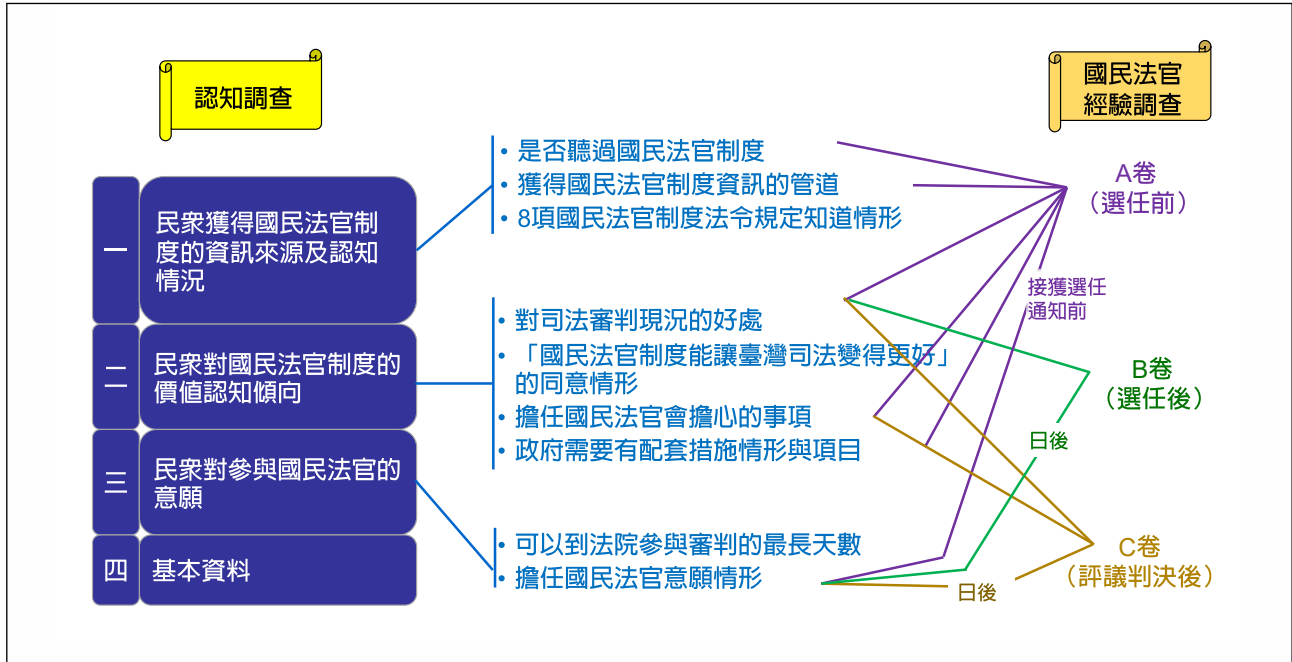 認知調查
國民法官
經驗調查
一
民眾獲得國民法官制
度的資訊來源及認知
情況
二
民眾對國民法官制度的
價值認知傾向
三
民眾對參與國民法官的
意願
四
基本資料
• 是否聽過國民法官制度
• 獲得國民法官制度資訊的管道
• 8項國民法官制度法令規定知道情形
• 對司法審判現況的好處
• 「國民法官制度能讓臺灣司法變得更好」
的同意情形
• 擔任國民法官會擔心的事項
• 政府需要有配套措施情形與項目
• 可以到法院參與審判的最長天數
• 擔任國民法官意願情形
A卷
（選任前）
接獲選任
通知前
B卷
（選任後）
日後
C卷
（評議判決後）
日後